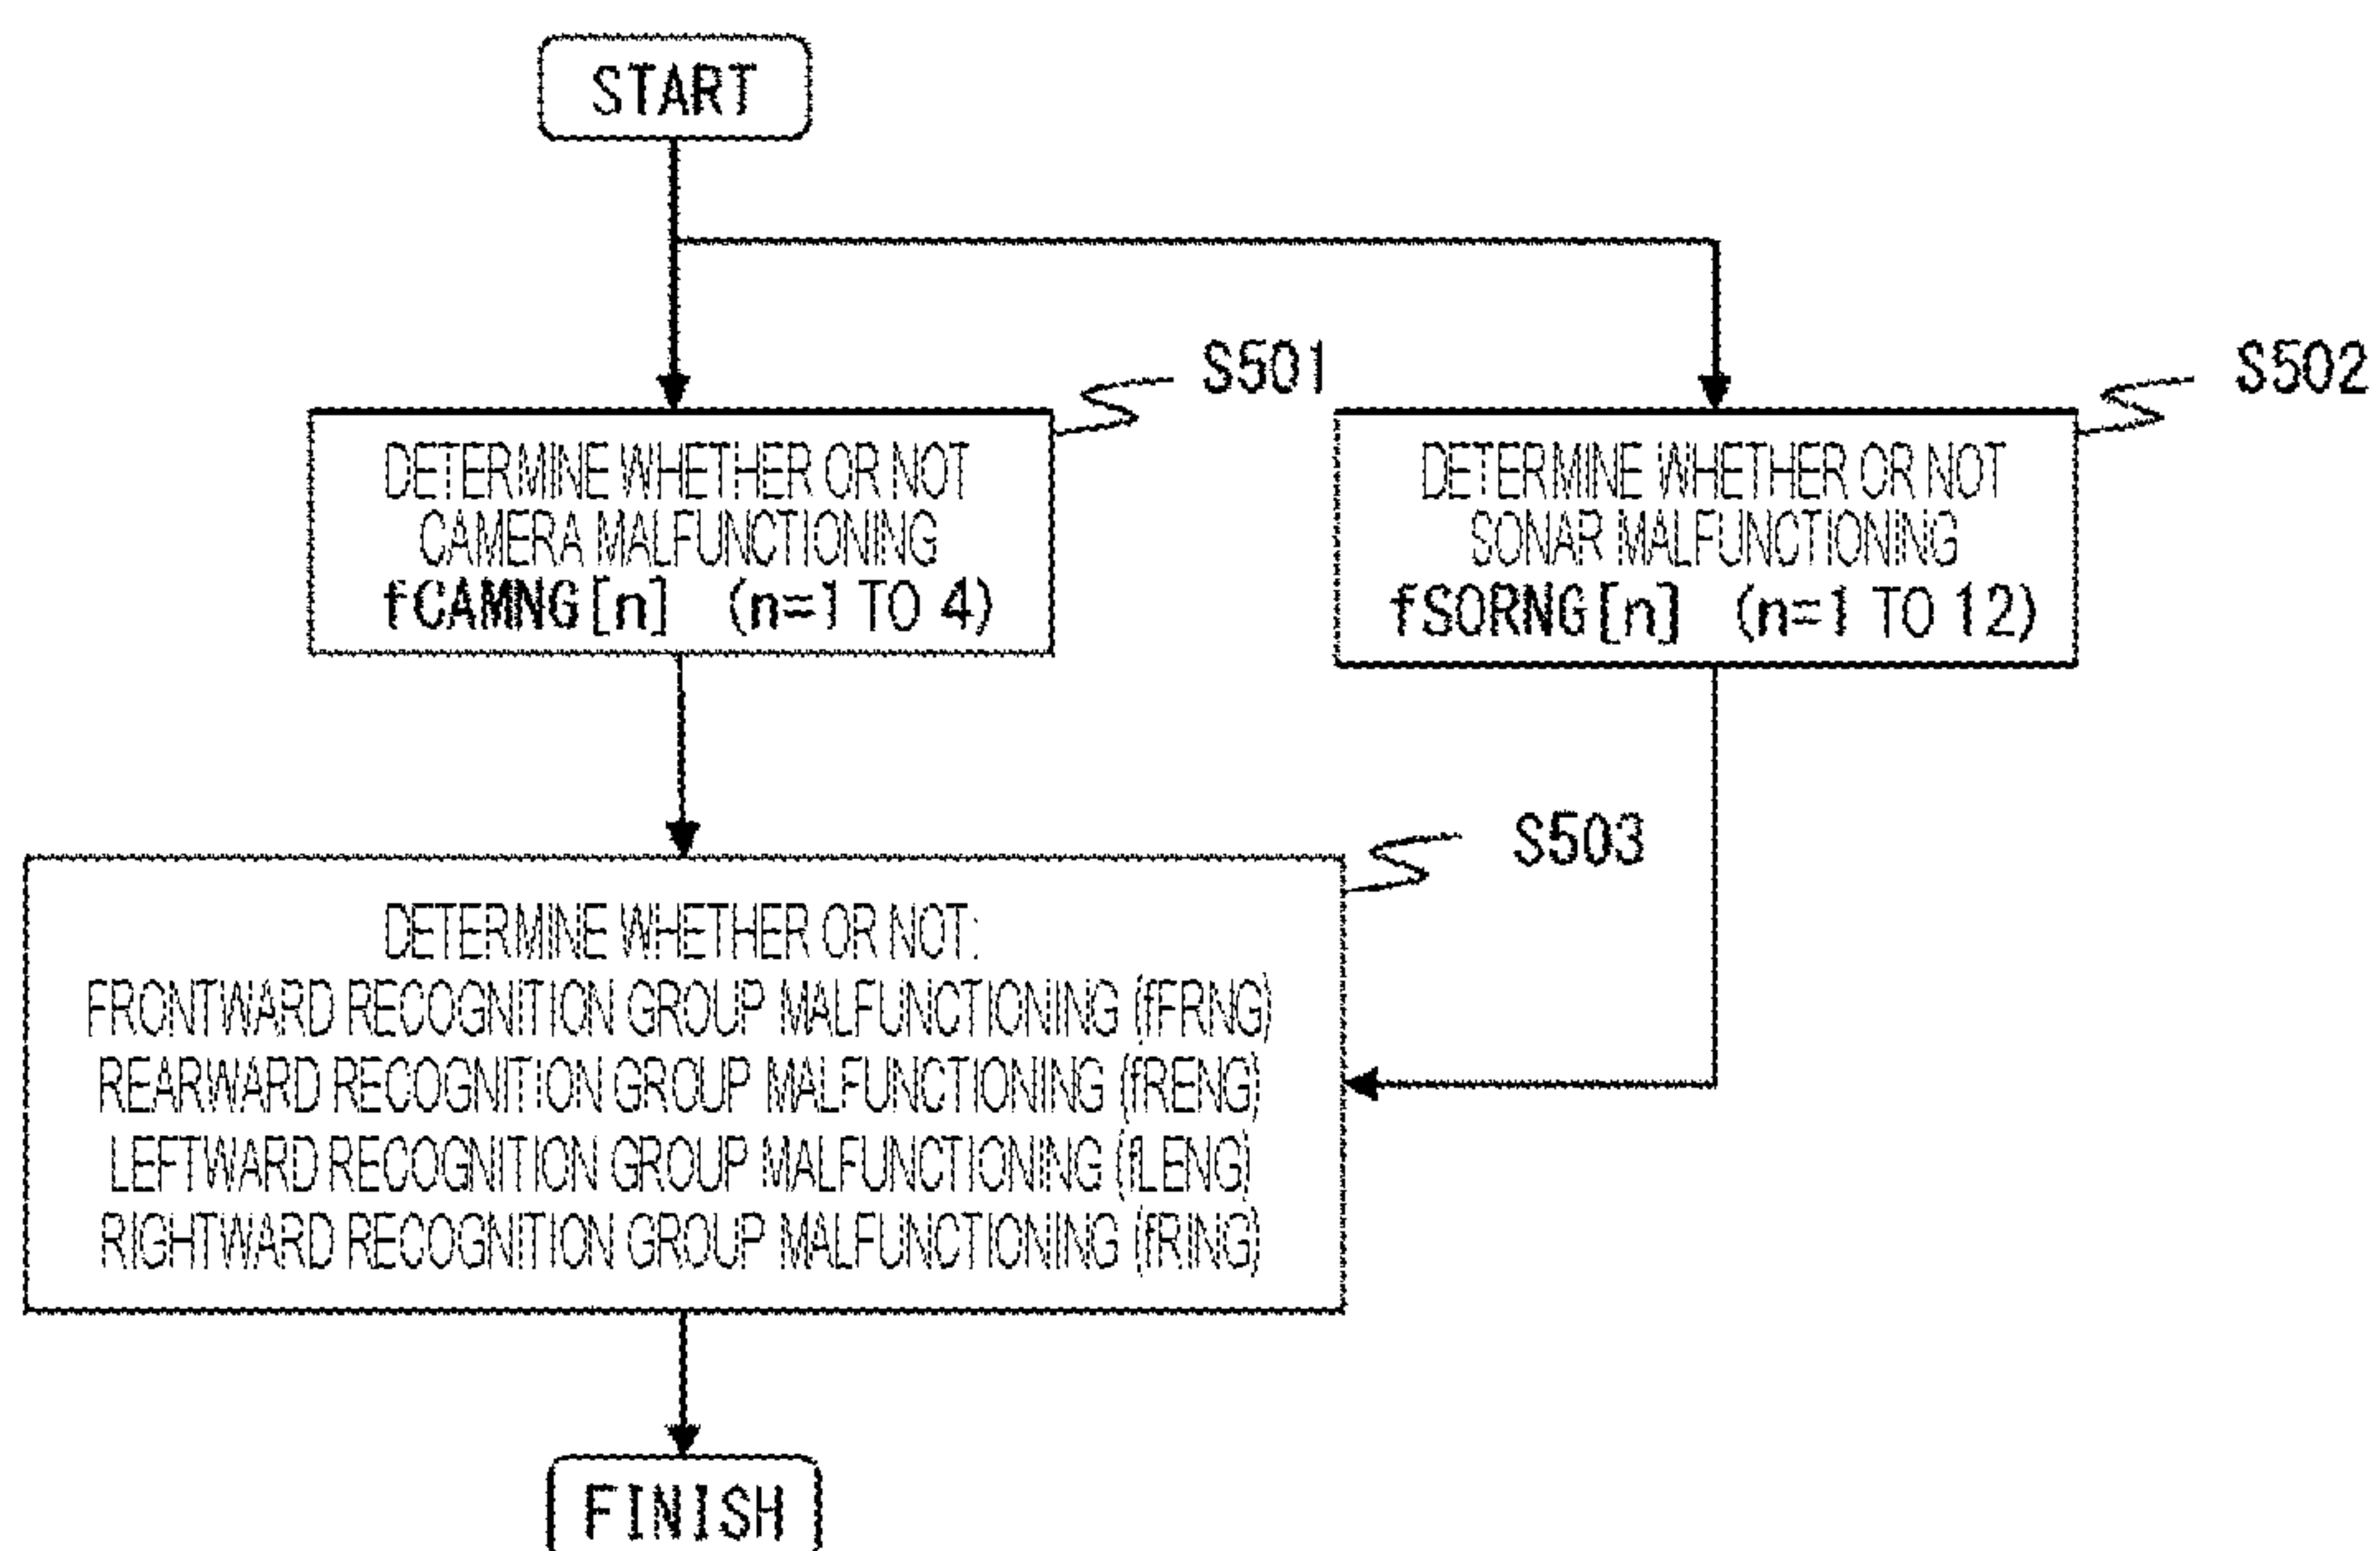 START
S501
S502
DETERMINE WHETHER OR NOT
CAMERA MALFUNCTIONING
fCAMNG[n] (n=1 TO 4)
DETERMINE WHETHER OR NOT
SONAR MALFUNCTIONING
fSORNG[n] (n=1 TO 12)
S503
DETERMINE WHETHER OR NOT:
FRONTWARD RECOGNITION GROUP MALFUNCTIONING (fFRNG)
REARWARD RECOGNITION GROUP MALFUNCTIONING (fRENG)
LEFTWARD RECOGNITION GROUP MALFUNCTIONING (fLENG)
RIGHTWARD RECOGNITION GROUP MALFUNCTIONING (fRING)
FINISH